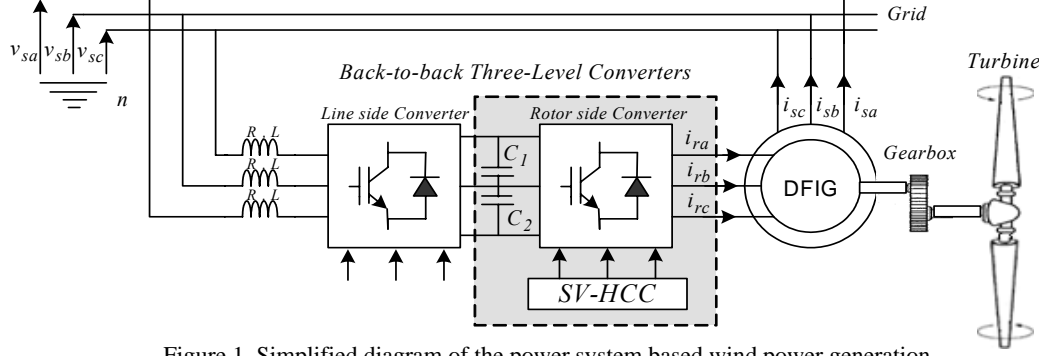 Grid
v_sa v_sb v_sc
Turbine
n
Back-to-back Three-Level Converters
i_sc i_sb i_sa
Line side Converter
Rotor side Converter
R , L
R , L
R , L
C_1
C_2
i_ra
i_rb
i_rc
Gearbox
DFIG
SV-HCC
Figure 1. Simplified diagram of the power system based wind power generation